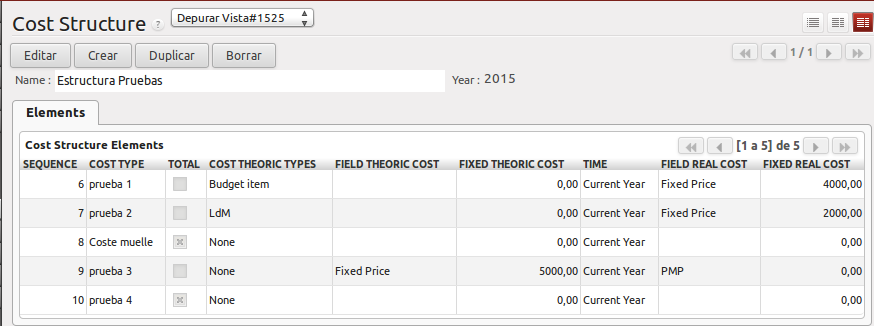 Cost Structure ? Depurar Vista#1525
Editar Crear Duplicar Borrar 1 / 1
Name : Estructura Pruebas Year : 2015
Elements
Cost Structure Elements [1 a 5] de 5
SEQUENCE COST TYPE TOTAL COST THEORIC TYPES FIELD THEORIC COST FIXED THEORIC COST TIME FIELD REAL COST FIXED REAL COST
6 prueba 1 Budget item 0,00 Current Year Fixed Price 4000,00
7 prueba 2 LdM 0,00 Current Year Fixed Price 2000,00
8 Coste muelle None 0,00 Current Year 0,00
9 prueba 3 None Fixed Price 5000,00 Current Year PMP 0,00
10 prueba 4 None 0,00 Current Year 0,00